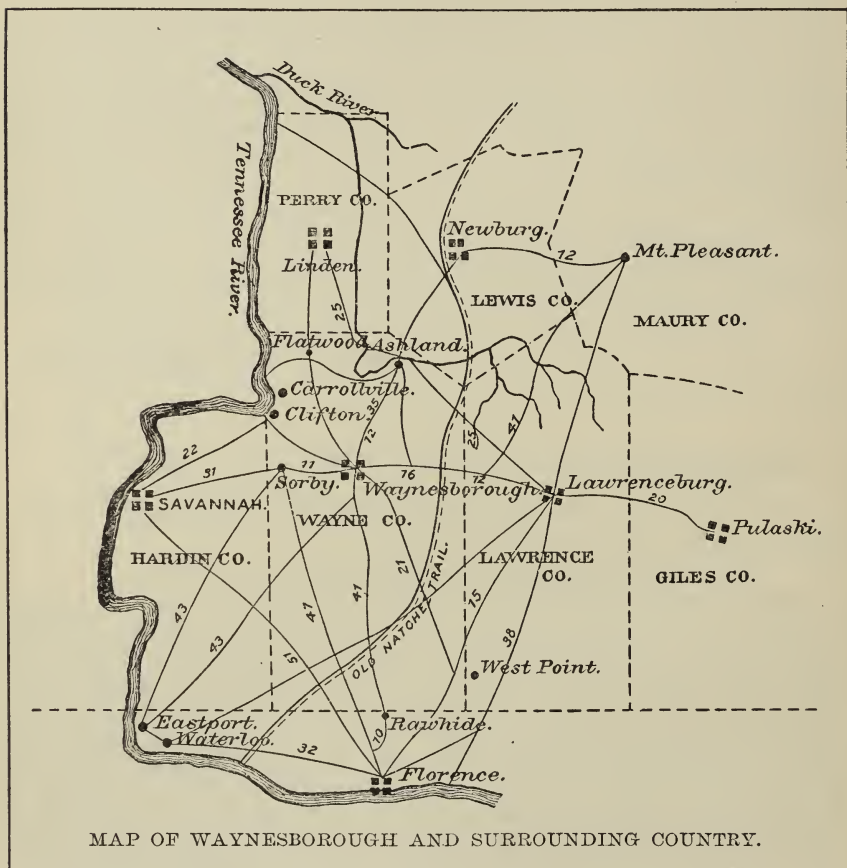 Duck River
Tennessee River.
PERRY CO.
Newburg.
12
Mt. Pleasant.
Linden.
LEWIS CO.
25
MAURY CO.
Flatwood
Ashland.
Carrollville.
35
Clifton.
12
41
25
22
31
11
16
12
Lawrenceburg.
Sorby.
Waynesborough.
20
SAVANNAH.
WAYNE CO.
Pulaski.
HARDIN CO.
LAWRENCE
CO.
21
GILES CO.
41
47
75
43
43
38
OLD NATCHEZ TRAIL.
51
West Point.
Eastport.
Rawhide.
Waterloo.
10
32
Florence.
MAP OF WAYNESBOROUGH AND SURROUNDING COUNTRY.